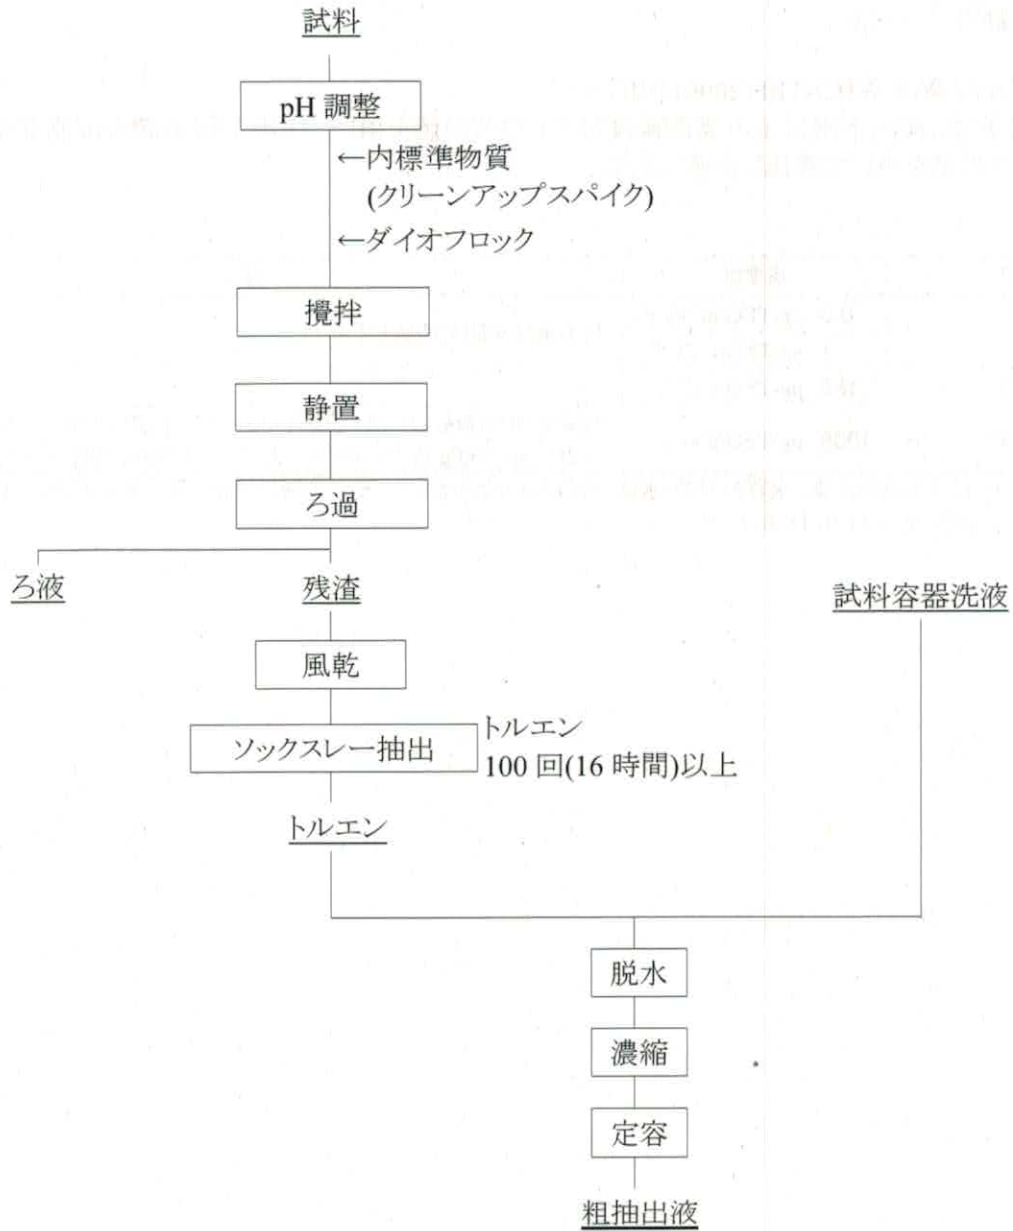 試料
pH 調整
←内標準物質
(クリーンアップスパイク)
←ダイオフロック
攪拌
静置
ろ過
ろ液
残渣
試料容器洗液
風乾
ソックスレー抽出
トルエン
100 回(16 時間)以上
トルエン
脱水
濃縮
定容
粗抽出液